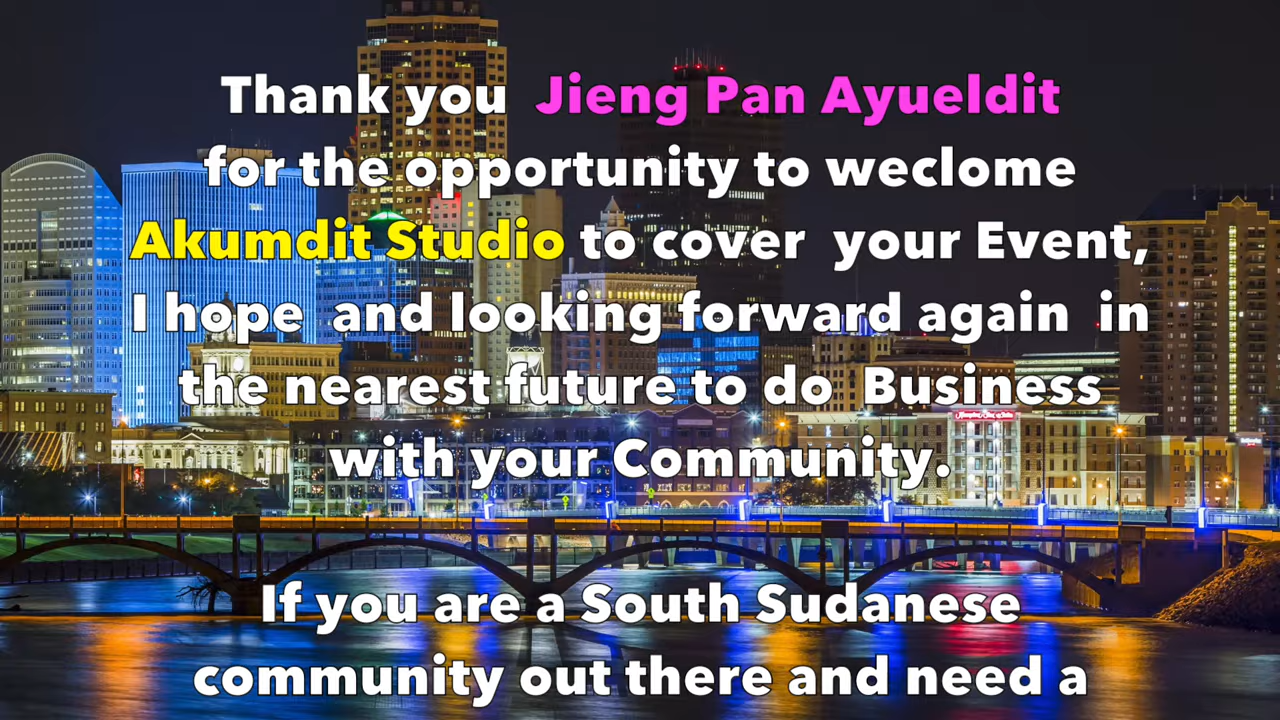 Thank you Jieng Pan Ayueldit
for the opportunity to weclome
Akumdit Studio to cover your Event,
I hope and looking forward again in
the nearest future to do Business
with your Community.
If you are a South Sudanese
community out there and need a